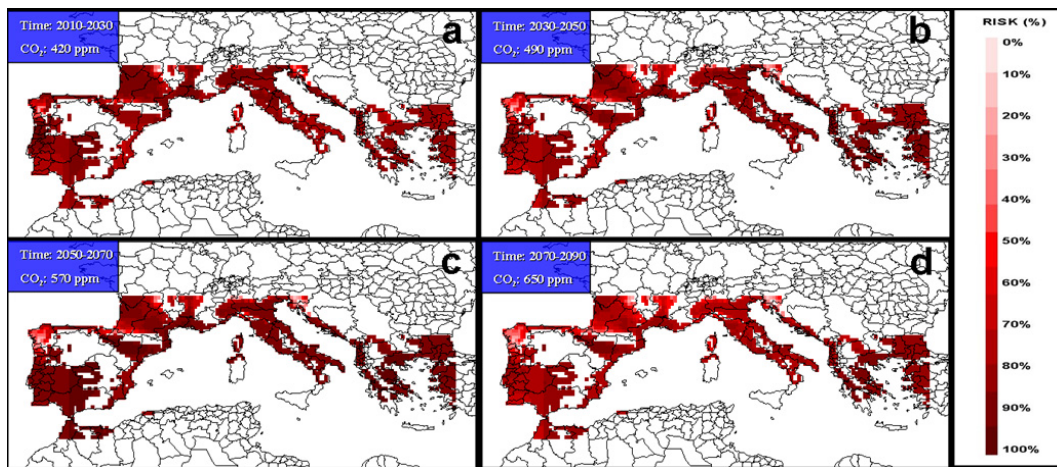 Time: 2010-2030
CO₂: 420 ppm
a
Time: 2030-2050
CO₂: 490 ppm
b
Time: 2050-2070
CO₂: 570 ppm
c
Time: 2070-2090
CO₂: 650 ppm
d
RISK (%)
0%
10%
20%
30%
40%
50%
60%
70%
80%
90%
100%